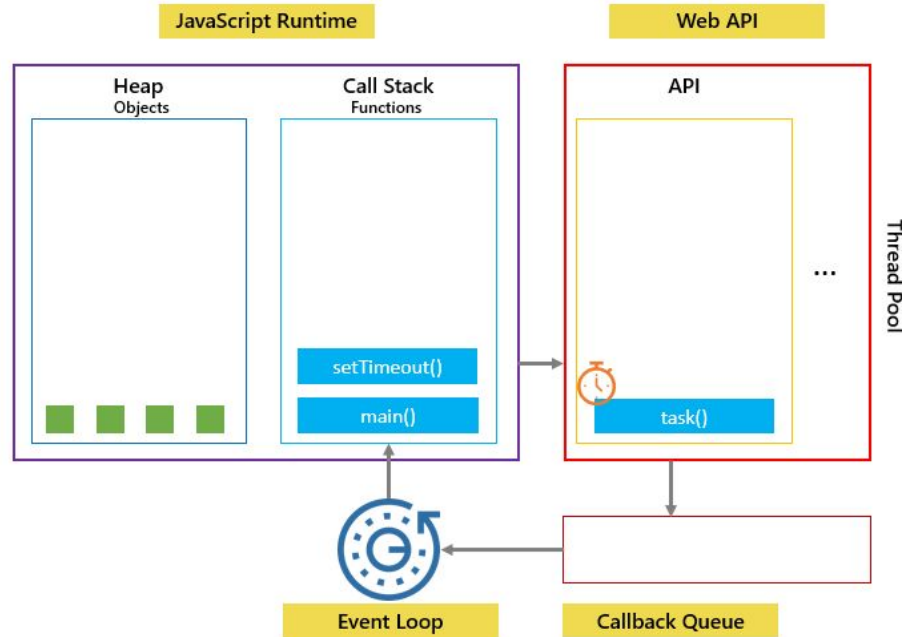 JavaScript Runtime
Web API
Heap
Objects
Call Stack
Functions
API
...
Thread Pool
setTimeout()
main()
task()
Event Loop
Callback Queue